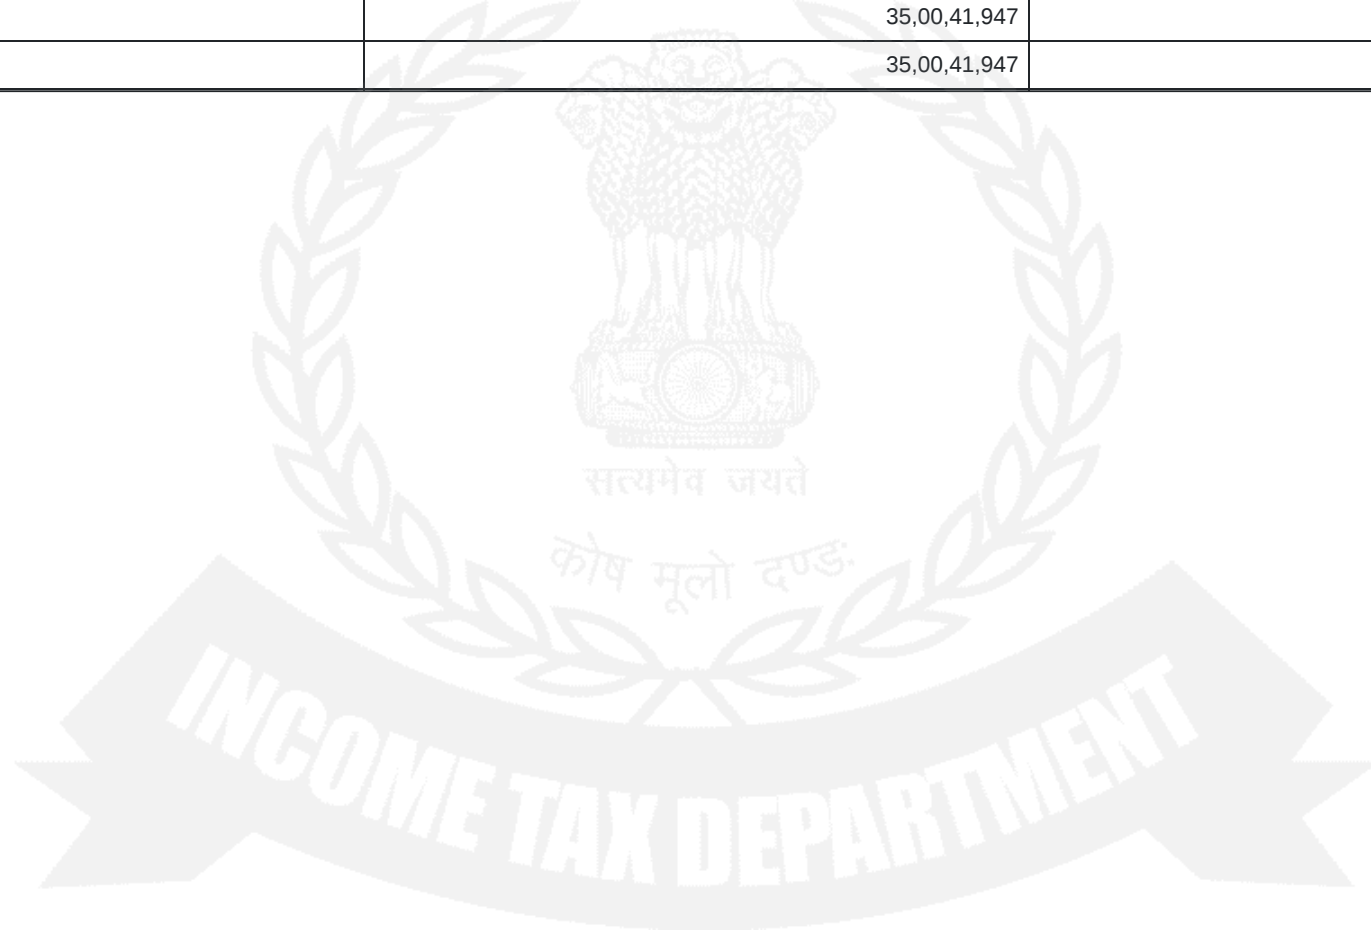 35,00,41,947
35,00,41,947
सत्यमेव जयते
कोष मूलो दण्डः
INCOME TAX DEPARTMENT